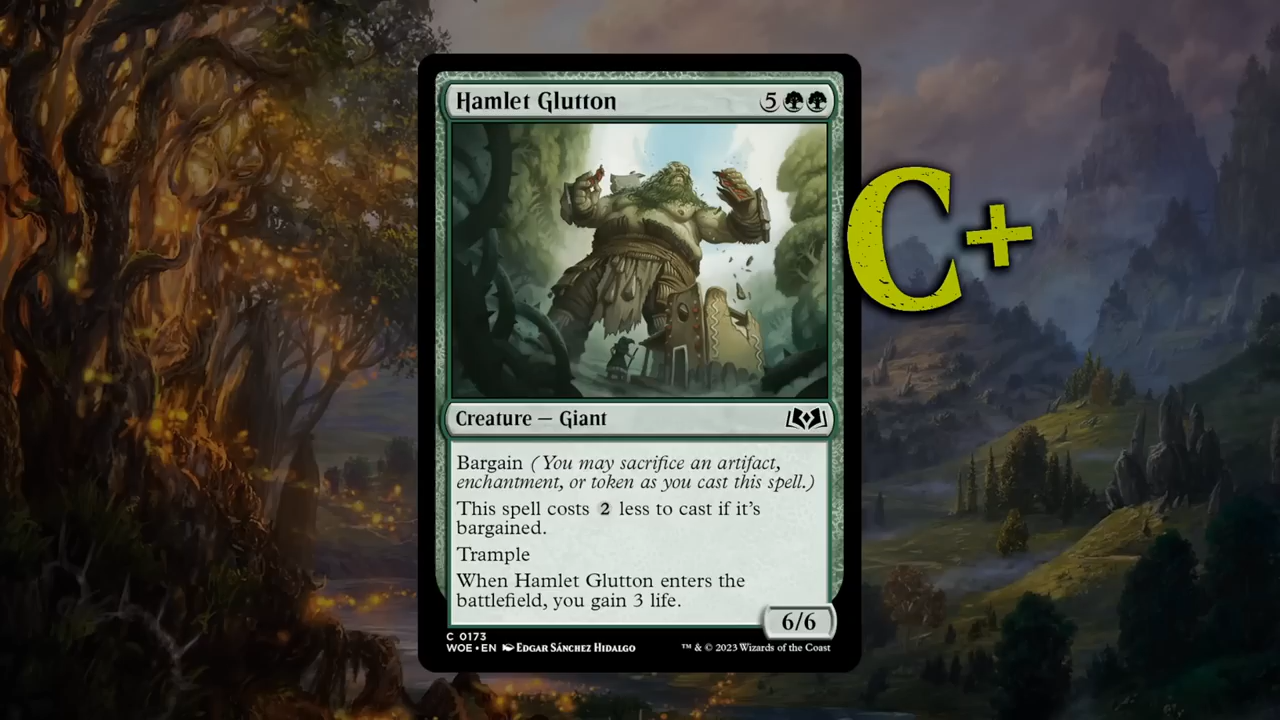 Hamlet Glutton 5
C+
Creature — Giant
Bargain (You may sacrifice an artifact,
enchantment, or token as you cast this spell.)
This spell costs 2 less to cast if it's
bargained.
Trample
When Hamlet Glutton enters the
battlefield, you gain 3 life.
6/6
C 0173
WOE • EN Edgar Sánchez Hidalgo ™ & © 2023 Wizards of the Coast